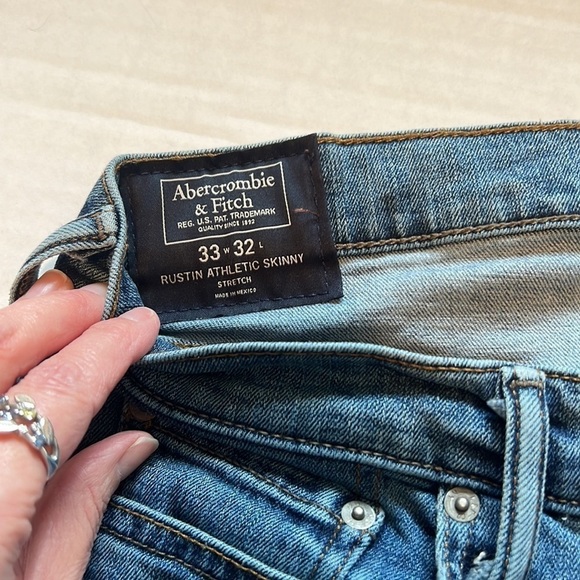 Abercrombie
& Fitch
REG. U.S. PAT. TRADEMARK
QUALITY SINCE 1892
33 W 32 L
RUSTIN ATHLETIC SKINNY
STRETCH
MADE IN MEXICO